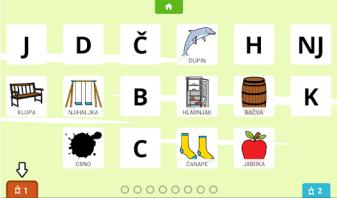 J D Č DUPIN H NJ
KLUPA NJIHALJKA B HLADNJAK BAČVA K
CRNO C ČARAPE JABUKA
1 2